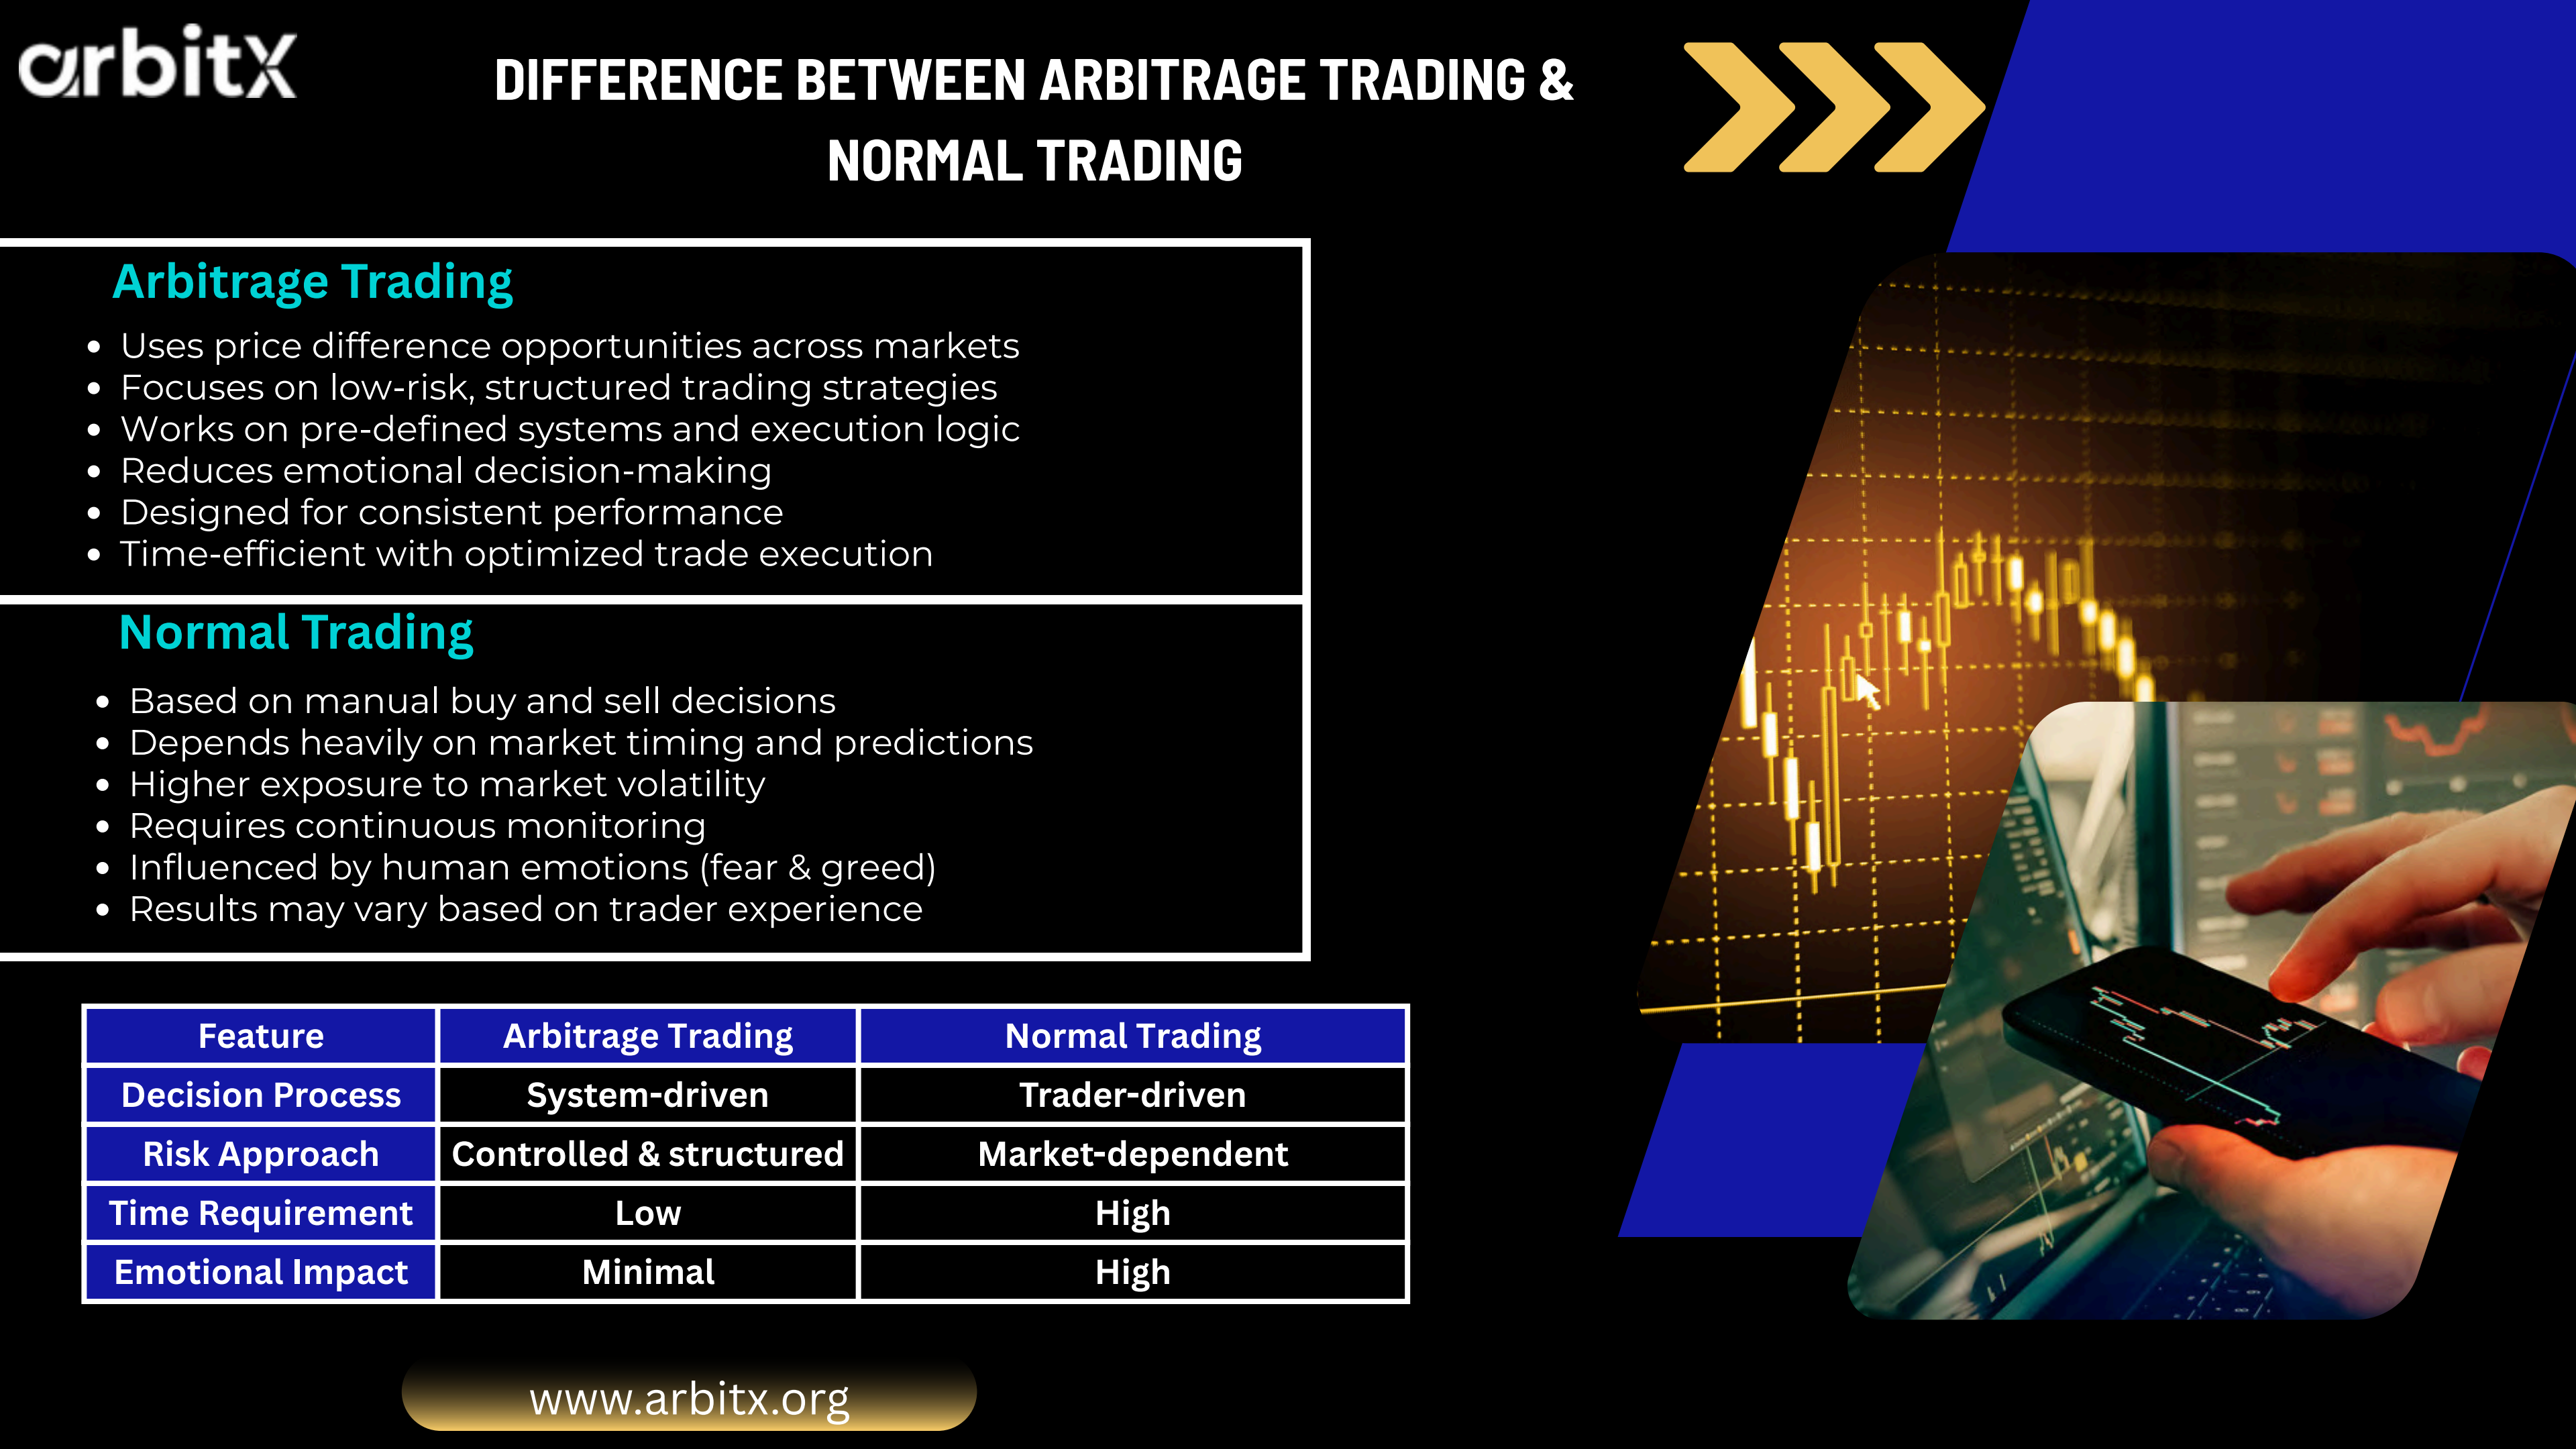 arbitx
DIFFERENCE BETWEEN ARBITRAGE TRADING &
NORMAL TRADING
Arbitrage Trading
• Uses price difference opportunities across markets
• Focuses on low-risk, structured trading strategies
• Works on pre-defined systems and execution logic
• Reduces emotional decision-making
• Designed for consistent performance
• Time-efficient with optimized trade execution
Normal Trading
• Based on manual buy and sell decisions
• Depends heavily on market timing and predictions
• Higher exposure to market volatility
• Requires continuous monitoring
• Influenced by human emotions (fear & greed)
• Results may vary based on trader experience
Feature Arbitrage Trading Normal Trading
Decision Process System-driven Trader-driven
Risk Approach Controlled & structured Market-dependent
Time Requirement Low High
Emotional Impact Minimal High
www.arbitx.org